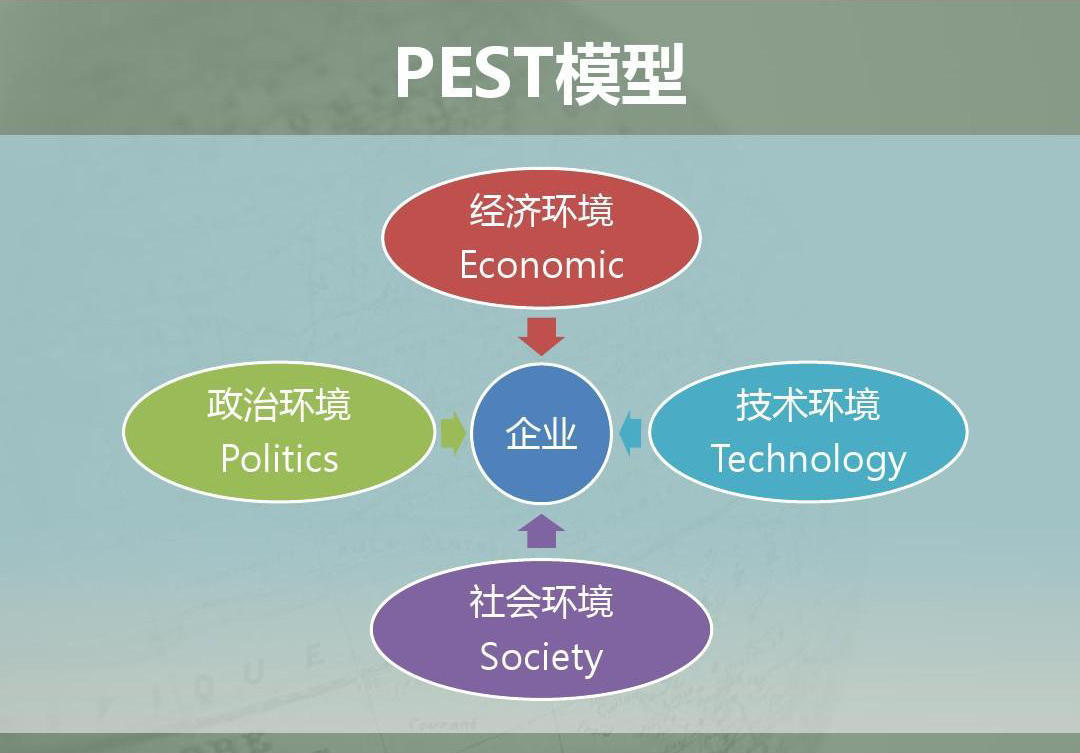 PEST模型
经济环境
Economic
政治环境
Politics
企业
技术环境
Technology
社会环境
Society